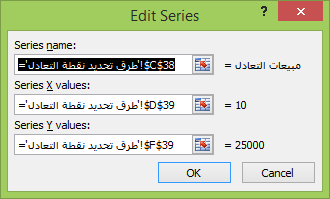 Edit Series
Series name:
='طرق تحديد نقطة التعادل'!$C$38 = مبيعات التعادل
Series X values:
='طرق تحديد نقطة التعادل'!$D$39 = 10
Series Y values:
='طرق تحديد نقطة التعادل'!$F$39 = 25000
OK Cancel